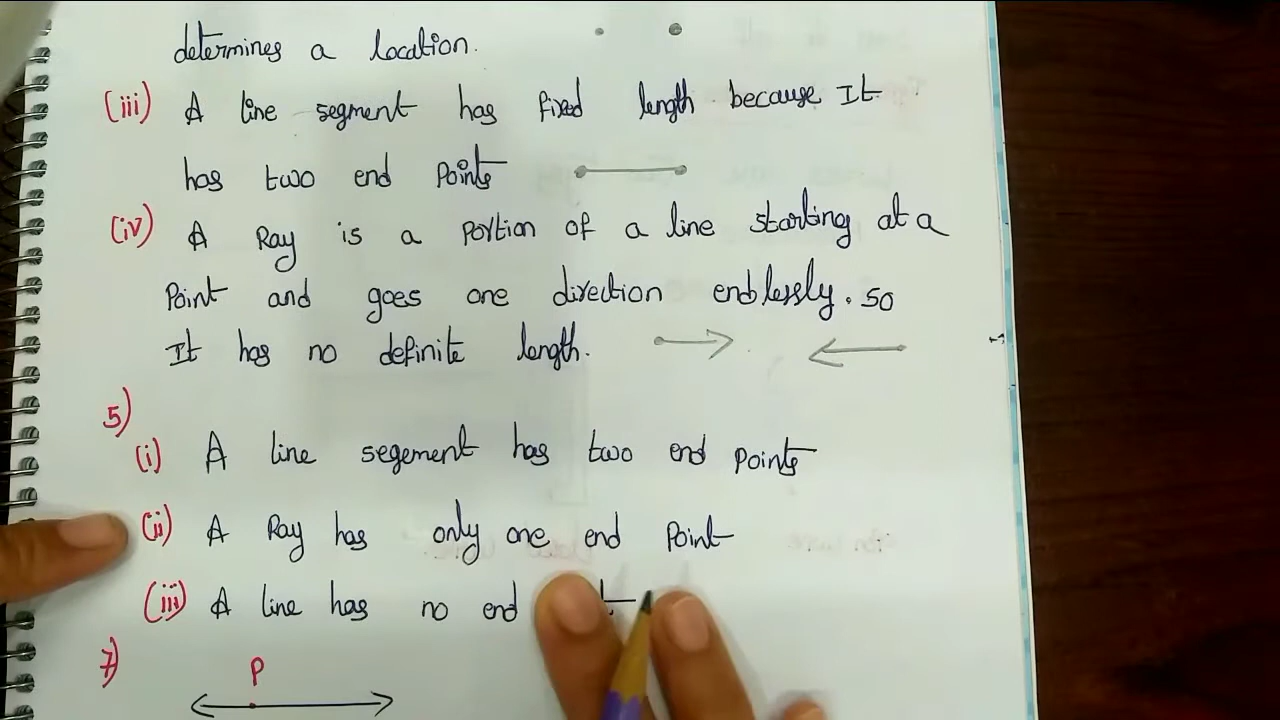 determines a location.
(iii) A line segment has fixed length because It
has two end Points
(iv) A Ray is a portion of a line starting at a
Point and goes one direction endlessly. so
It has no definite length.
5)
(i) A line segement has two end points
(ii) A Ray has only one end Point
(iii) A line has no end
7)
P